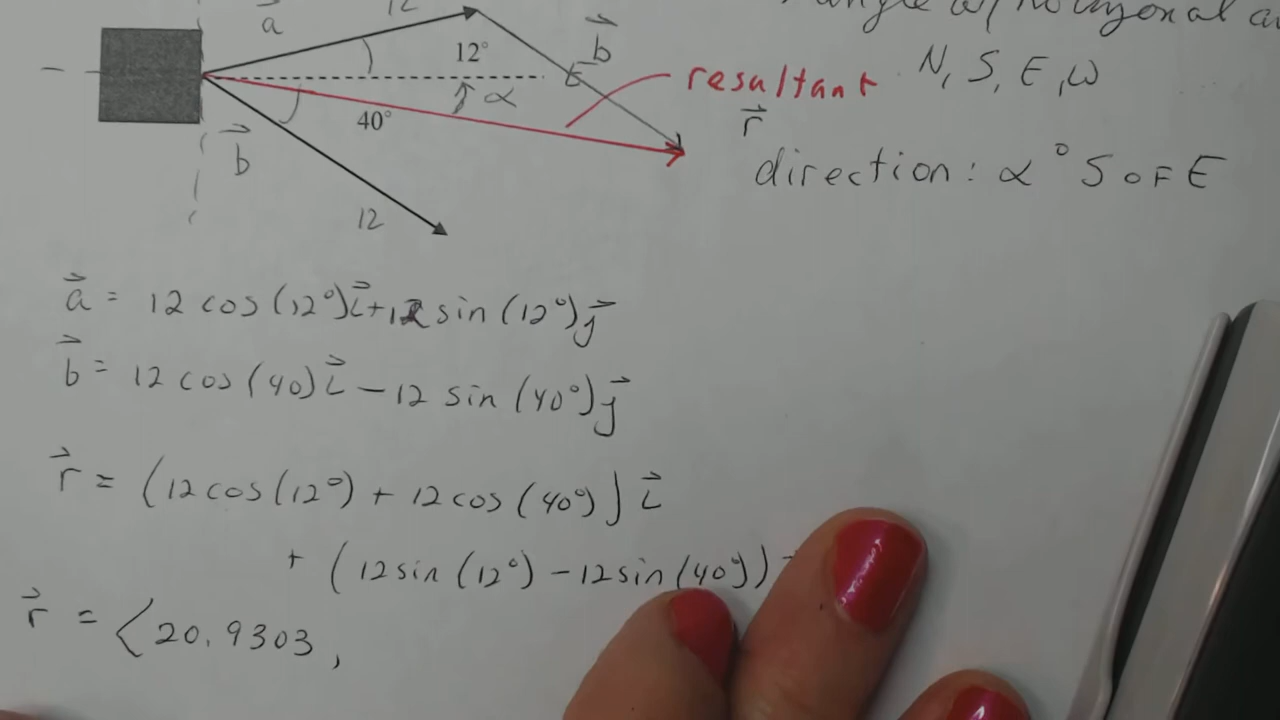 a⃗
12°
b⃗
resultant
r⃗
N, S, E, W
α
40°
direction: α° S OF E
b⃗
12
a⃗ = 12 cos (12°)i⃗ + 12 sin (12°)j⃗
b⃗ = 12 cos (40)i⃗ − 12 sin (40°)j⃗
r⃗ = (12 cos (12°) + 12 cos (40°)) i⃗
+ (12 sin (12°) − 12 sin (40°))
r⃗ = <20.9303,